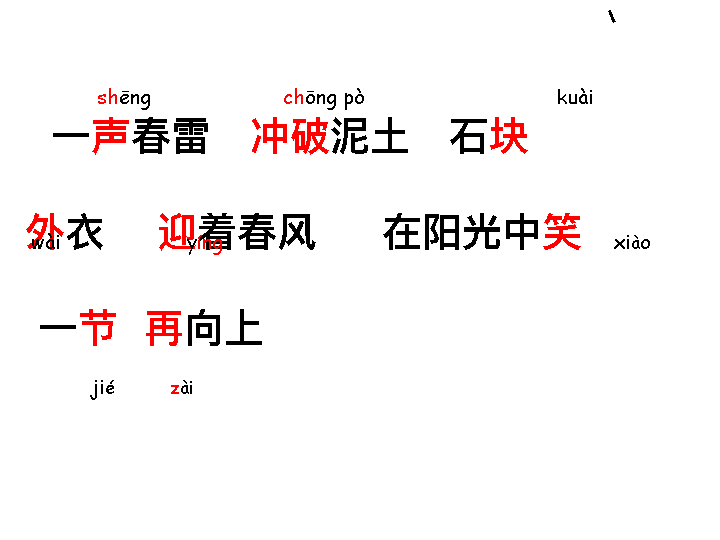 shēng chōng pò kuài
一声春雷 冲破泥土 石块
外衣 迎着春风 在阳光中笑
wài yíng xiào
一节 再向上
jié zài